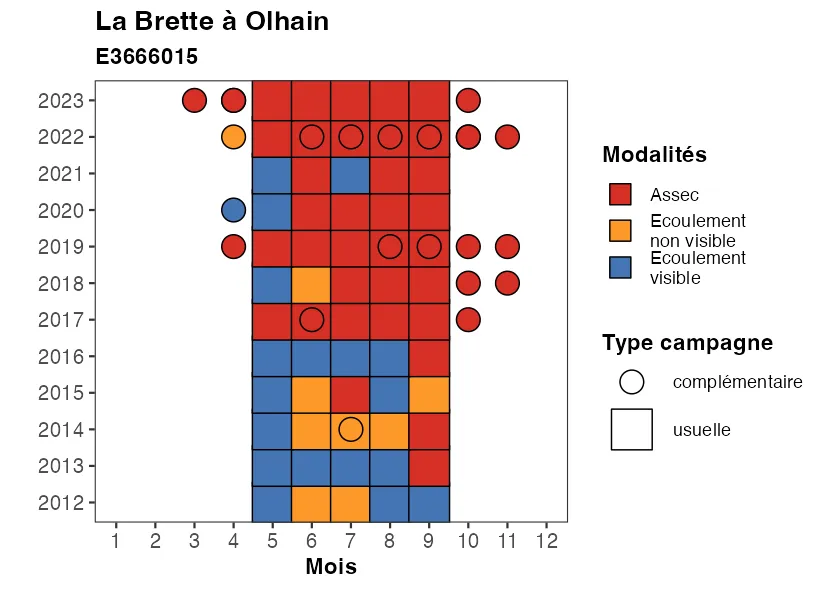 La Brette à Olhain
E3666015
2023
2022
2021
2020
2019
2018
2017
2016
2015
2014
2013
2012
1 2 3 4 5 6 7 8 9 10 11 12
Mois
Modalités
Assec
Ecoulement
non visible
Ecoulement
visible
Type campagne
complémentaire
usuelle